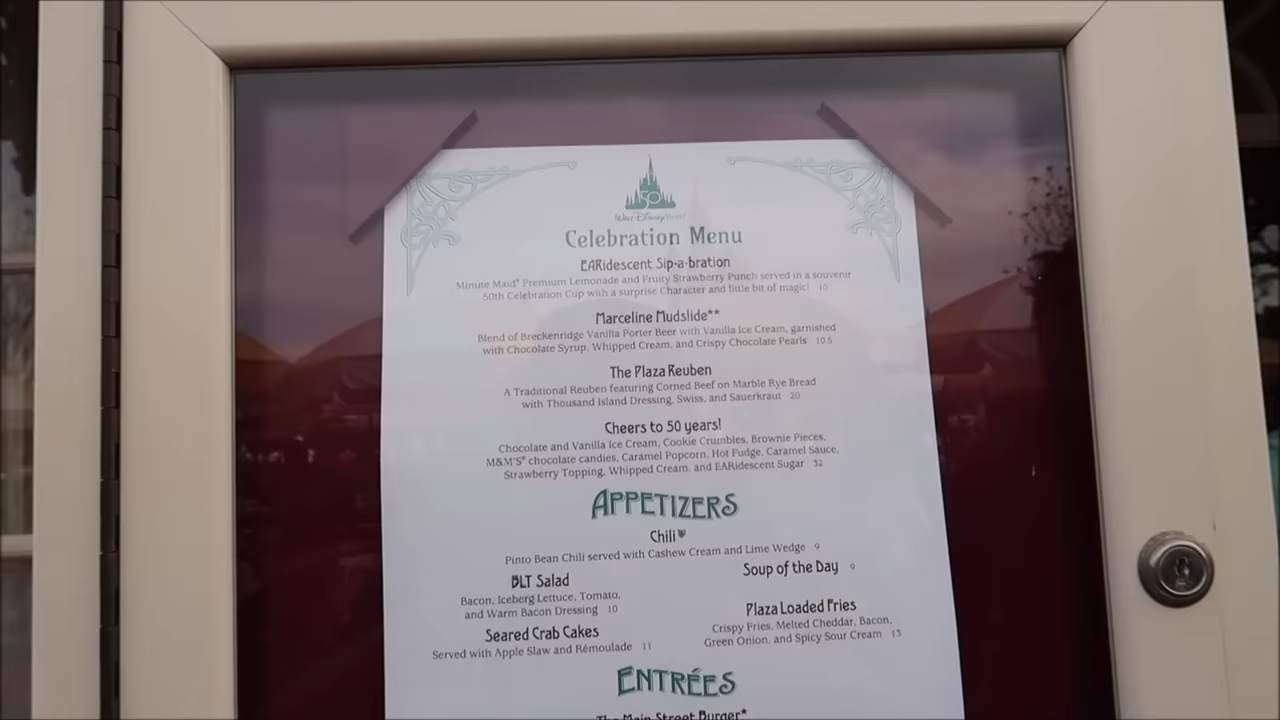 50
Walt Disney World
Celebration Menu
EARidescent Sip-a-bration
Minute Maid® Premium Lemonade and Fruity Strawberry Punch served in a souvenir
50th Celebration Cup with a surprise Character and little bit of magic! 10
Marceline Mudslide**
Blend of Breckenridge Vanilla Porter Beer with Vanilla Ice Cream, garnished
with Chocolate Syrup, Whipped Cream, and Crispy Chocolate Pearls 10.5
The Plaza Reuben
A Traditional Reuben featuring Corned Beef on Marble Rye Bread
with Thousand Island Dressing, Swiss, and Sauerkraut 20
Cheers to 50 years!
Chocolate and Vanilla Ice Cream, Cookie Crumbles, Brownie Pieces,
M&M'S® chocolate candies, Caramel Popcorn, Hot Fudge, Caramel Sauce,
Strawberry Topping, Whipped Cream, and EARidescent Sugar 32
APPETIZERS
Chili
Pinto Bean Chili served with Cashew Cream and Lime Wedge 9
BLT Salad
Bacon, Iceberg Lettuce, Tomato,
and Warm Bacon Dressing 10
Seared Crab Cakes
Served with Apple Slaw and Rémoulade 11
Soup of the Day 9
Plaza Loaded Fries
Crispy Fries, Melted Cheddar, Bacon,
Green Onion, and Spicy Sour Cream 13
ENTRÉES
The Main Street Burger*